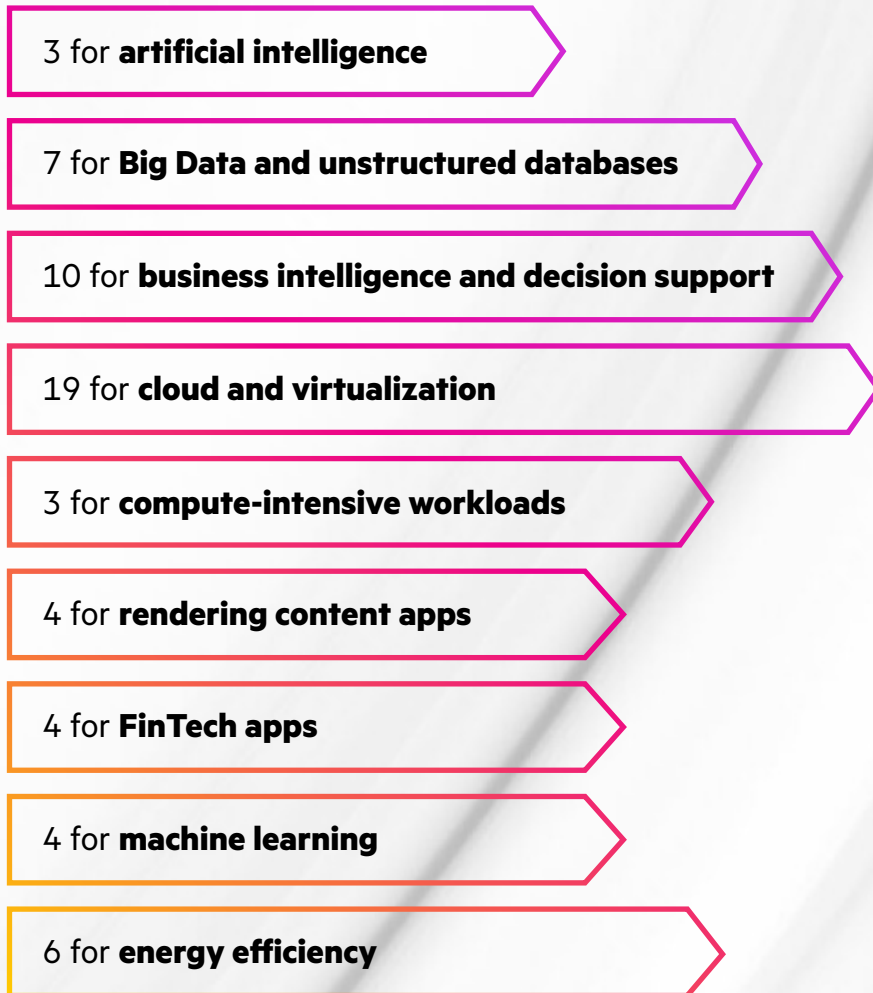 3 for artificial intelligence
7 for Big Data and unstructured databases
10 for business intelligence and decision support
19 for cloud and virtualization
3 for compute-intensive workloads
4 for rendering content apps
4 for FinTech apps
4 for machine learning
6 for energy efficiency